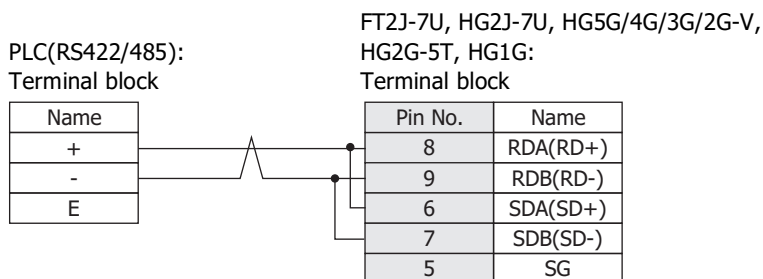 FT2J-7U, HG2J-7U, HG5G/4G/3G/2G-V,
PLC(RS422/485):
HG2G-5T, HG1G:
Terminal block
Terminal block
Name
Pin No.
Name
+
8
RDA(RD+)
-
9
RDB(RD-)
E
6
SDA(SD+)
7
SDB(SD-)
5
SG